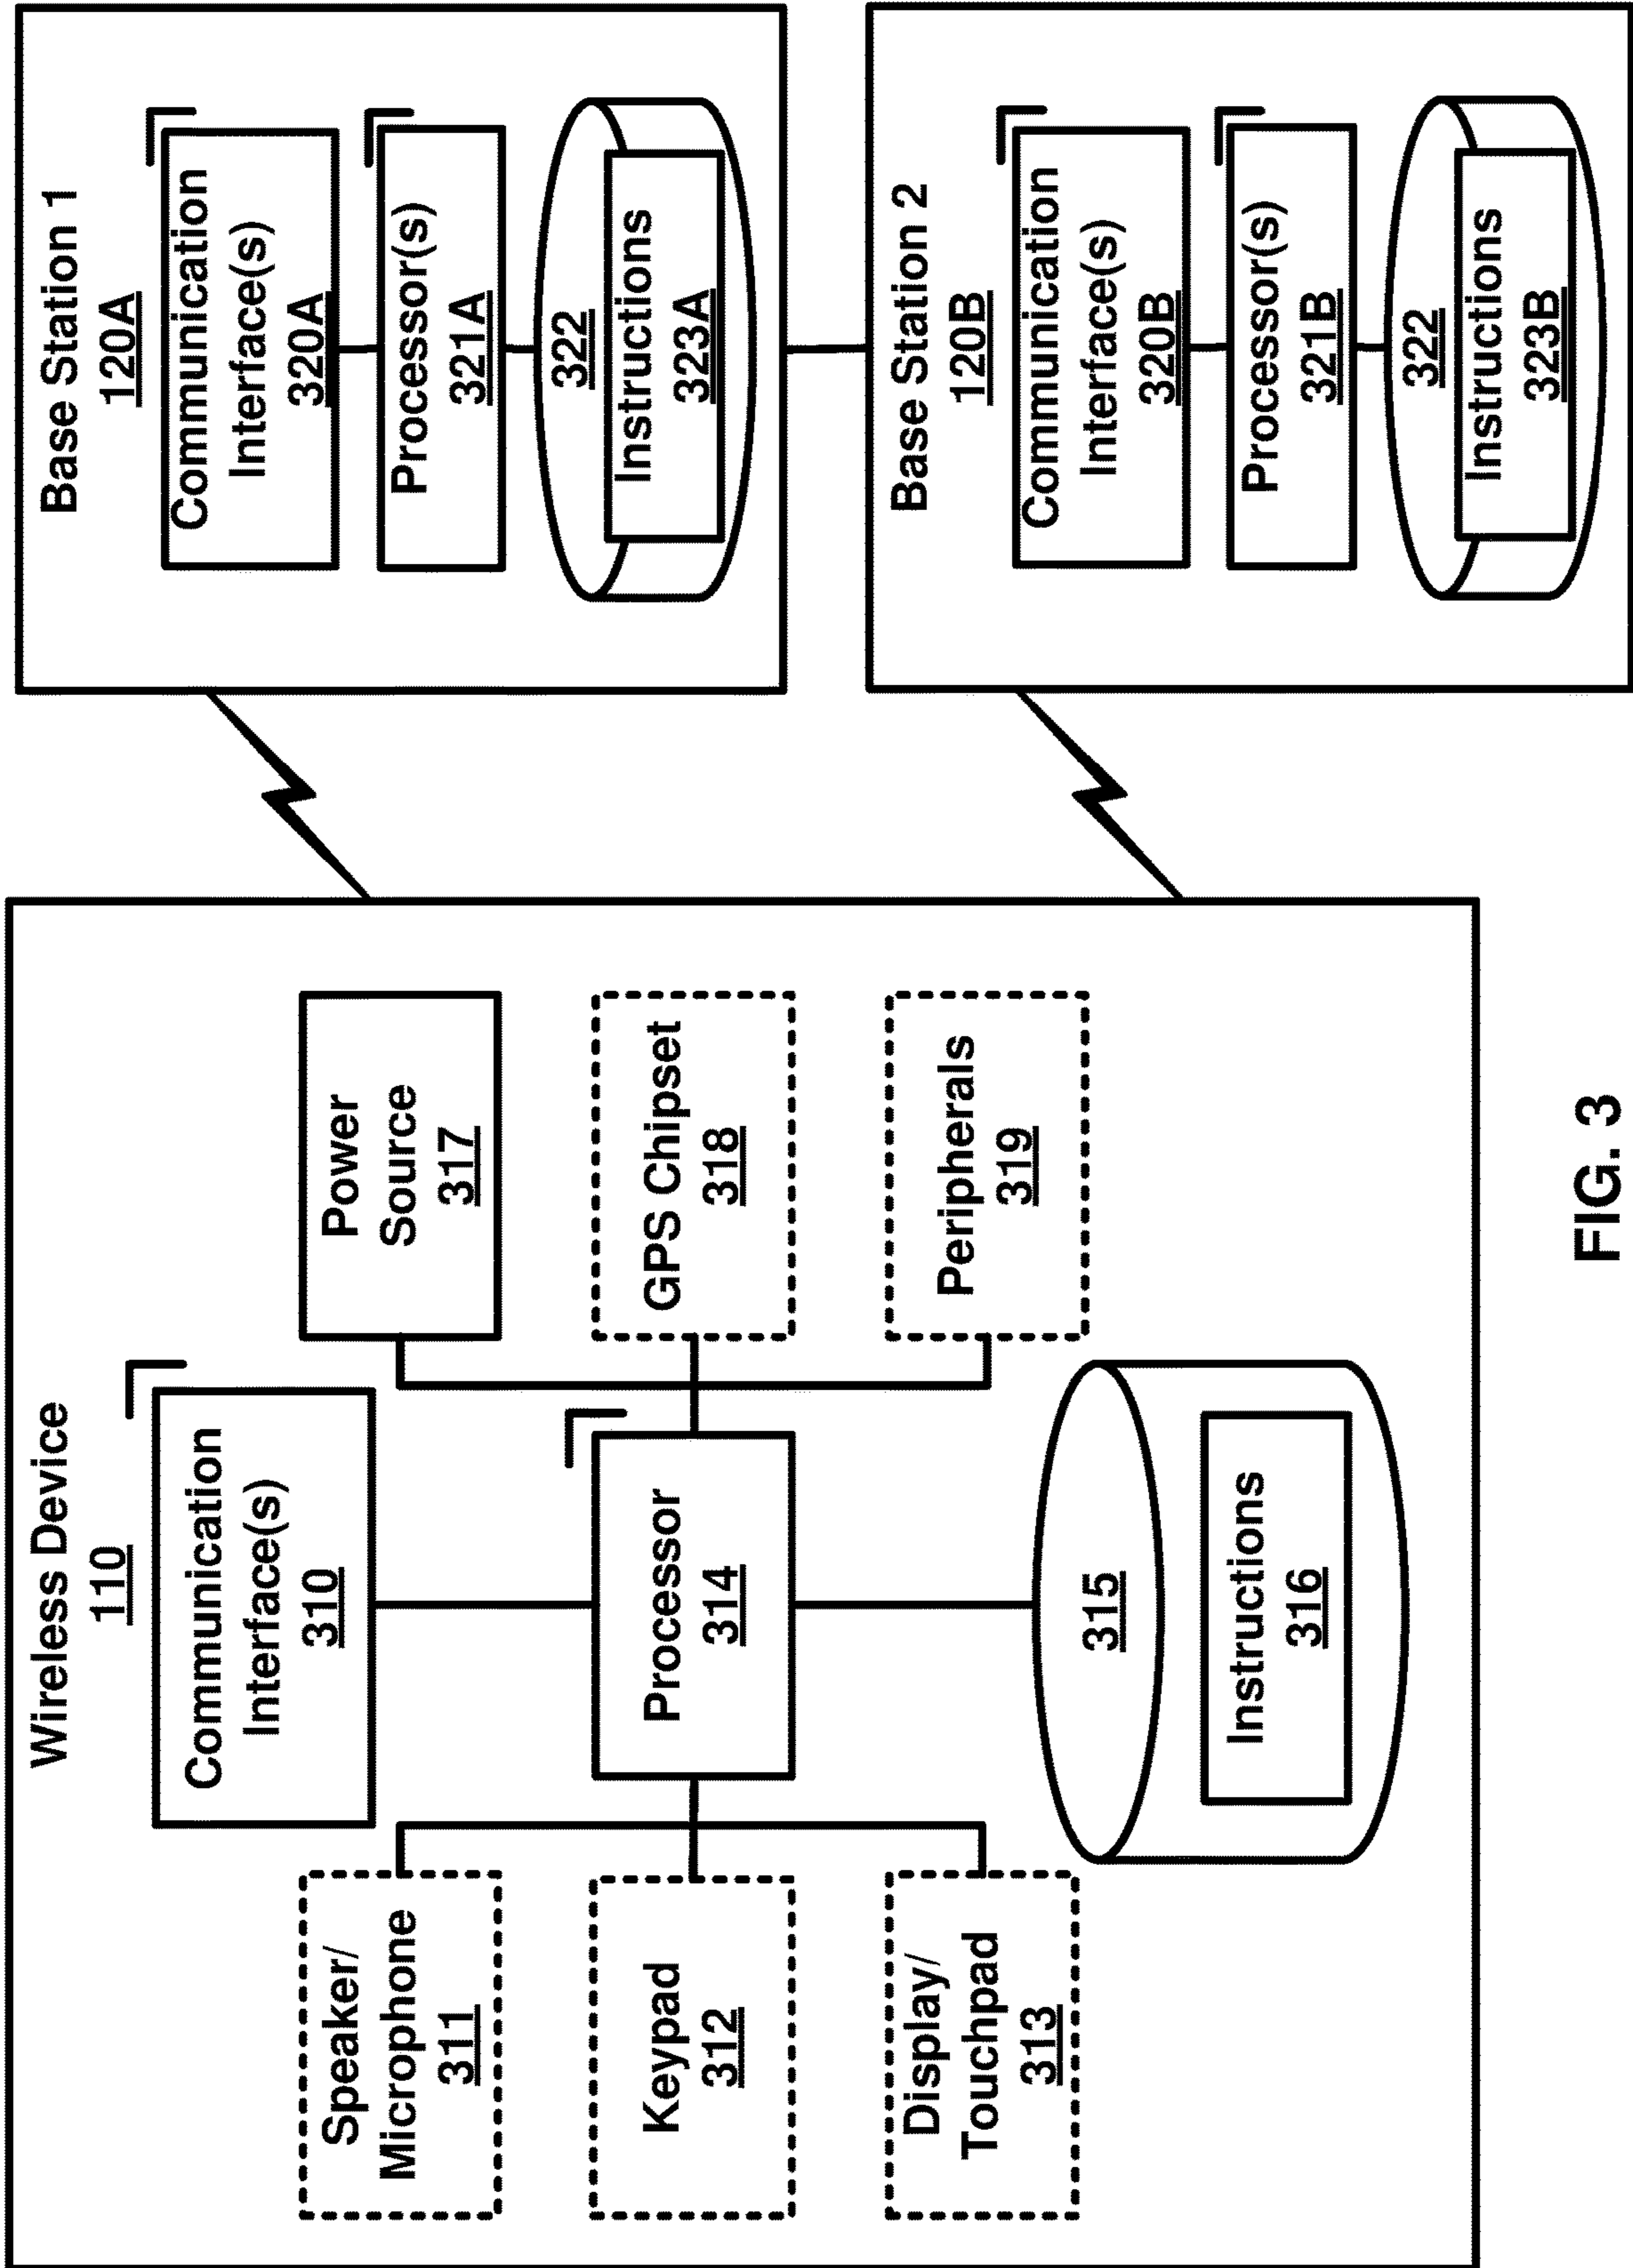 Wireless Device
110
Communication
Interface(s)
310
Speaker/
Microphone
311
Keypad
312
Display/
Touchpad
313
Processor
314
315
Instructions
316
Power
Source
317
GPS Chipset
318
Peripherals
319
Base Station 1
120A
Communication
Interface(s)
320A
Processor(s)
321A
322
Instructions
323A
Base Station 2
120B
Communication
Interface(s)
320B
Processor(s)
321B
322
Instructions
323B
FIG. 3